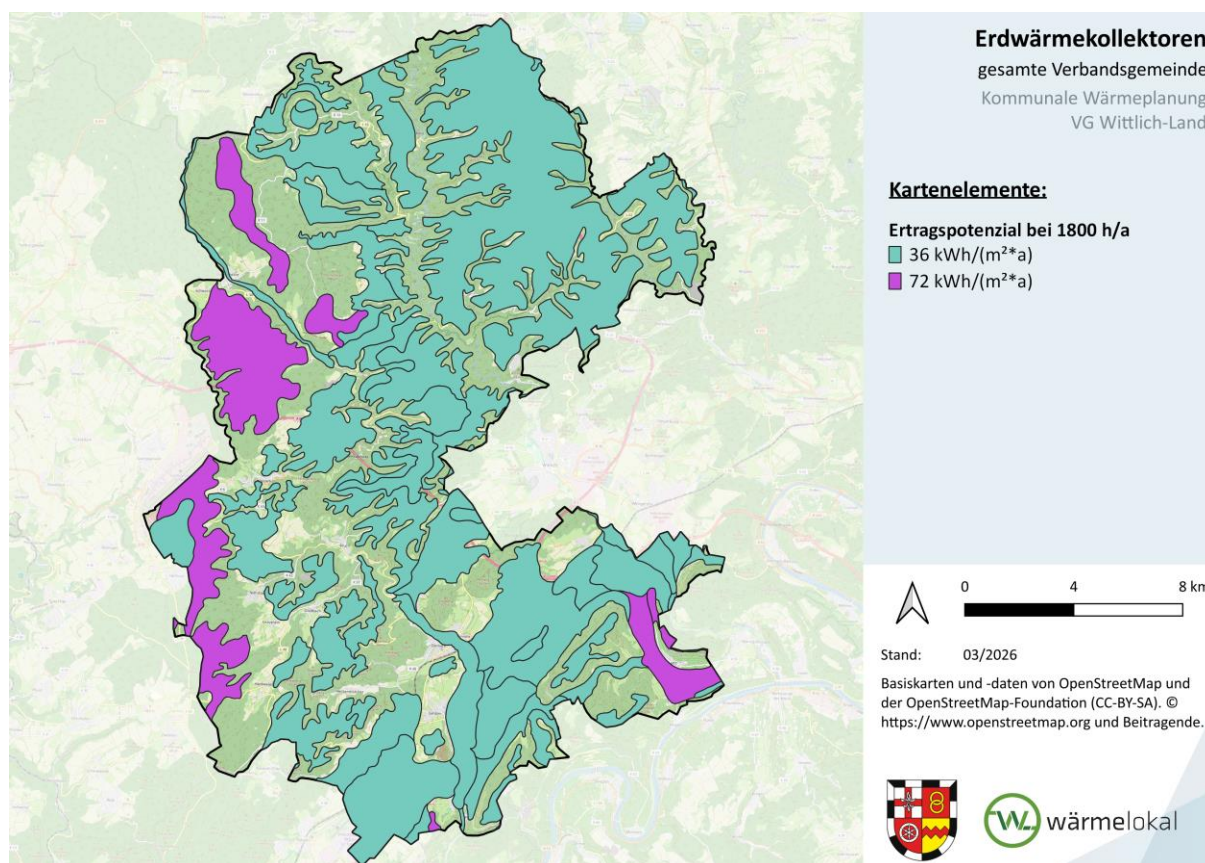 Erdwärmekollektoren
gesamte Verbandsgemeinde
Kommunale Wärmeplanung
VG Wittlich-Land
Kartenelemente:
Ertragspotenzial bei 1800 h/a
36 kWh/(m²*a)
72 kWh/(m²*a)
0 4 8 km
Stand: 03/2026
Basiskarten und -daten von OpenStreetMap und
der OpenStreetMap-Foundation (CC-BY-SA). ©
https://www.openstreetmap.org und Beitragende.
WL wärmelokal